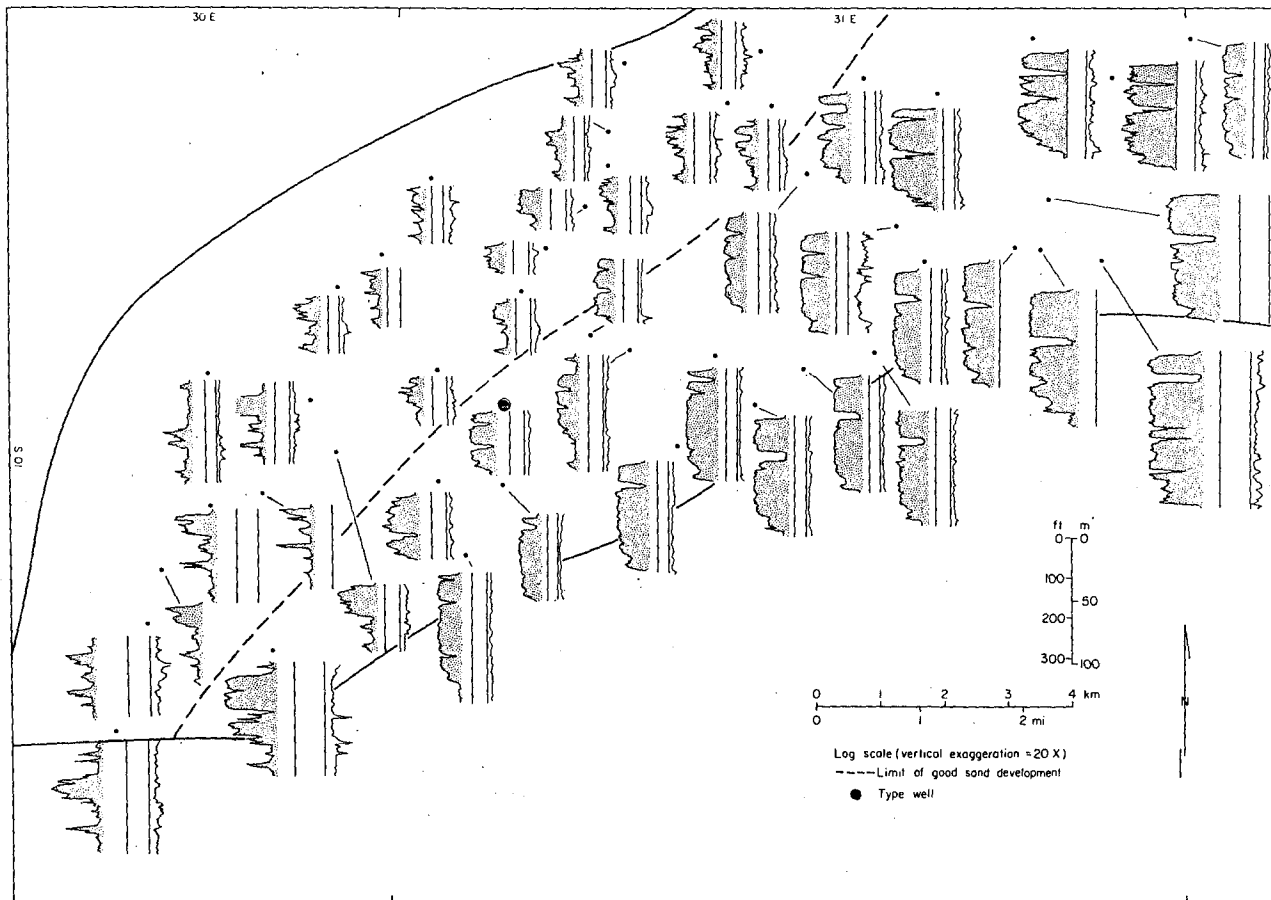 30 E
31 E
10 S
ft m
0 0
100
50
200
300
100
0 1 2 3 4 km
0 1 2 mi
N
Log scale (vertical exaggeration = 20 X)
Limit of good sand development
Type well